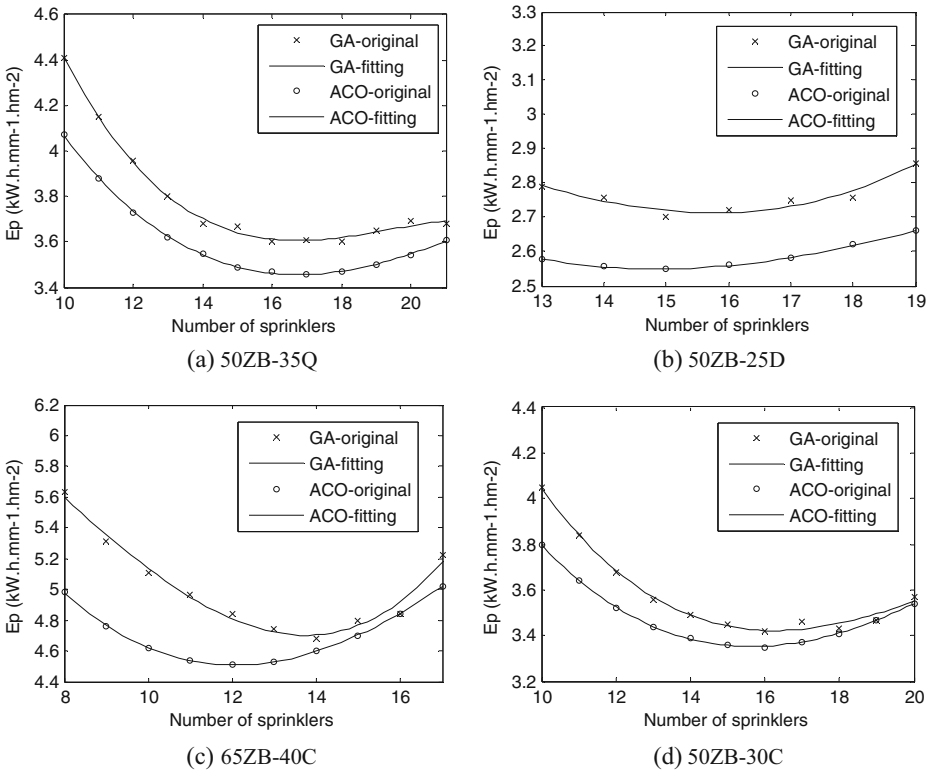 4.6
4.4
4.2
4
3.8
3.6
3.4
Ep (kW.h.mm-1.hm-2)
GA-original
GA-fitting
ACO-original
ACO-fitting
10 12 14 16 18 20
Number of sprinklers
(a) 50ZB-35Q
3.3
3.2
3.1
3
2.9
2.8
2.7
2.6
2.5
Ep (kW.h.mm-1.hm-2)
GA-original
GA-fitting
ACO-original
ACO-fitting
13 14 15 16 17 18 19
Number of sprinklers
(b) 50ZB-25D
6.2
6
5.8
5.6
5.4
5.2
5
4.8
4.6
4.4
Ep (kW.h.mm-1.hm-2)
GA-original
GA-fitting
ACO-original
ACO-fitting
8 10 12 14 16
Number of sprinklers
(c) 65ZB-40C
4.4
4.2
4
3.8
3.6
3.4
3.2
Ep (kW.h.mm-1.hm-2)
GA-original
GA-fitting
ACO-original
ACO-fitting
10 12 14 16 18 20
Number of sprinklers
(d) 50ZB-30C